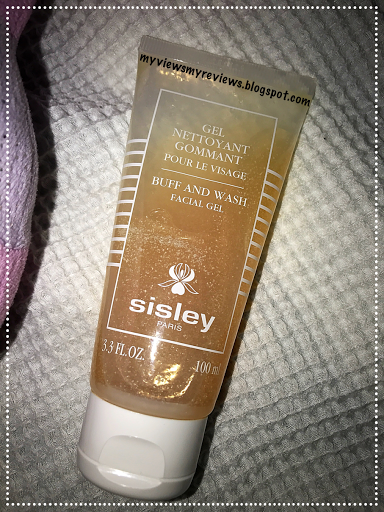 myviewsmyreviews.blogspot.com
GEL
NETTOYANT
GOMMANT
POUR LE VISAGE
BUFF AND WASH
FACIAL GEL
sisley
PARIS
3.3 FL.OZ. 100 ml